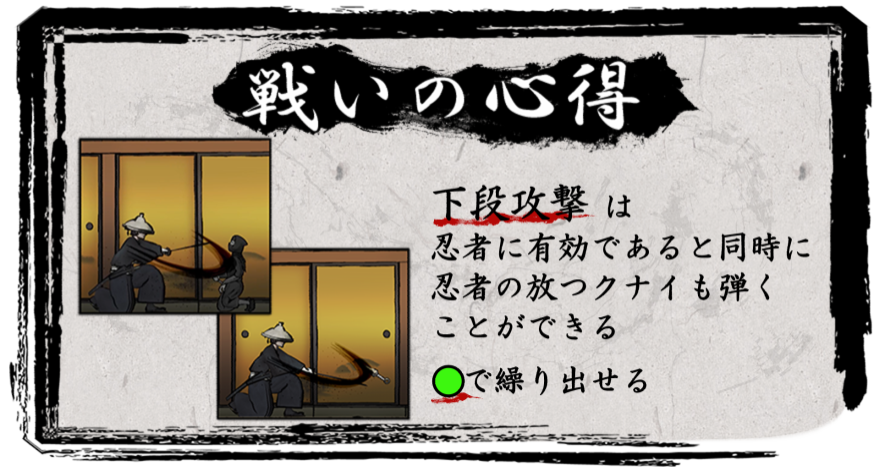 戦いの心得
下段攻撃 は
忍者に有効であると同時に
忍者の放つクナイも弾く
ことができる
●で繰り出せる